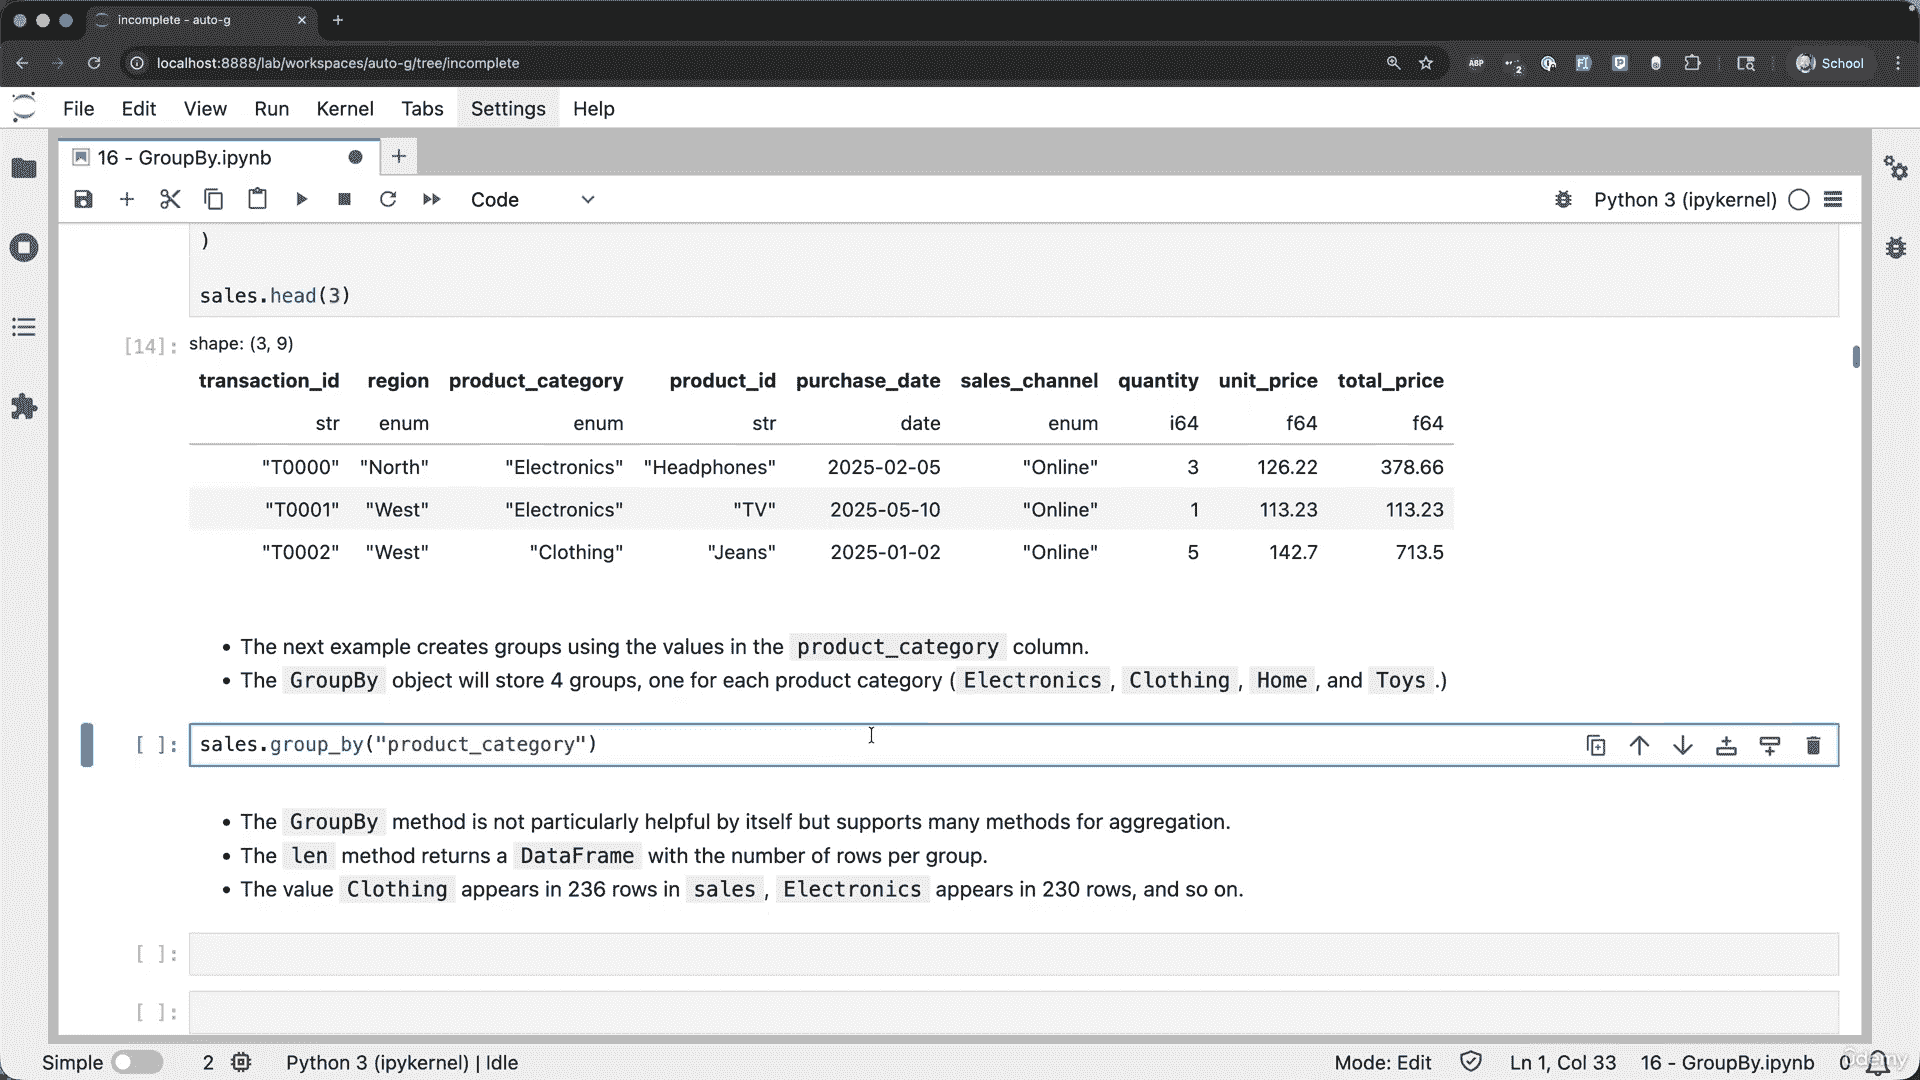 incomplete - auto-g
localhost:8888/lab/workspaces/auto-g/tree/incomplete
ABP
2
School
File Edit View Run Kernel Tabs Settings Help
16 - GroupBy.ipynb
Code
Python 3 (ipykernel)
)
sales.head(3)
[14]: shape: (3, 9)
transaction_id region product_category product_id purchase_date sales_channel quantity unit_price total_price
str enum enum str date enum i64 f64 f64
"T0000" "North" "Electronics" "Headphones" 2025-02-05 "Online" 3 126.22 378.66
"T0001" "West" "Electronics" "TV" 2025-05-10 "Online" 1 113.23 113.23
"T0002" "West" "Clothing" "Jeans" 2025-01-02 "Online" 5 142.7 713.5
• The next example creates groups using the values in the product_category column.
• The GroupBy object will store 4 groups, one for each product category ( Electronics , Clothing , Home , and Toys .)
[ ]: sales.group_by("product_category")
• The GroupBy method is not particularly helpful by itself but supports many methods for aggregation.
• The len method returns a DataFrame with the number of rows per group.
• The value Clothing appears in 236 rows in sales , Electronics appears in 230 rows, and so on.
[ ]:
[ ]:
Simple 2 Python 3 (ipykernel) | Idle Mode: Edit Ln 1, Col 33 16 - GroupBy.ipynb 0
udemy